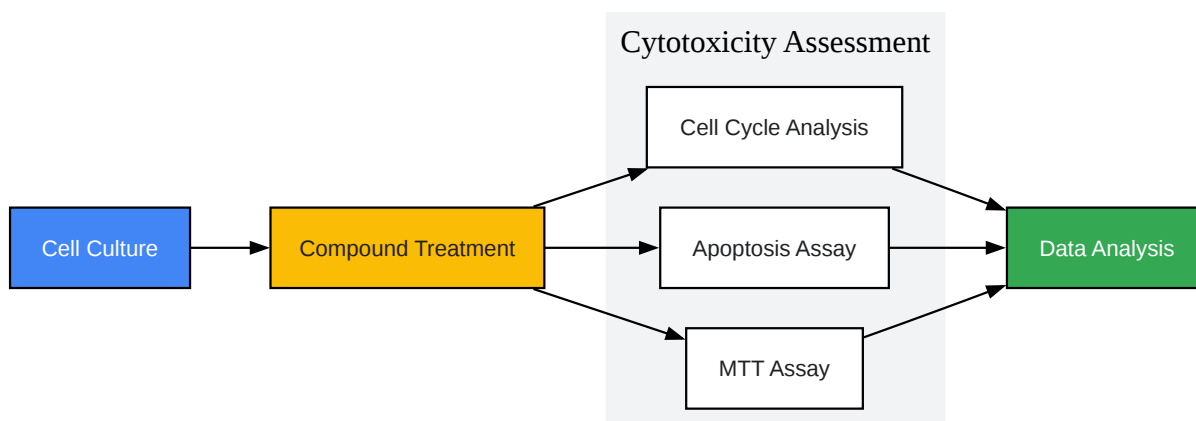 Cytotoxicity Assessment
Cell Cycle Analysis
Cell Culture
Compound Treatment
Apoptosis Assay
Data Analysis
MTT Assay